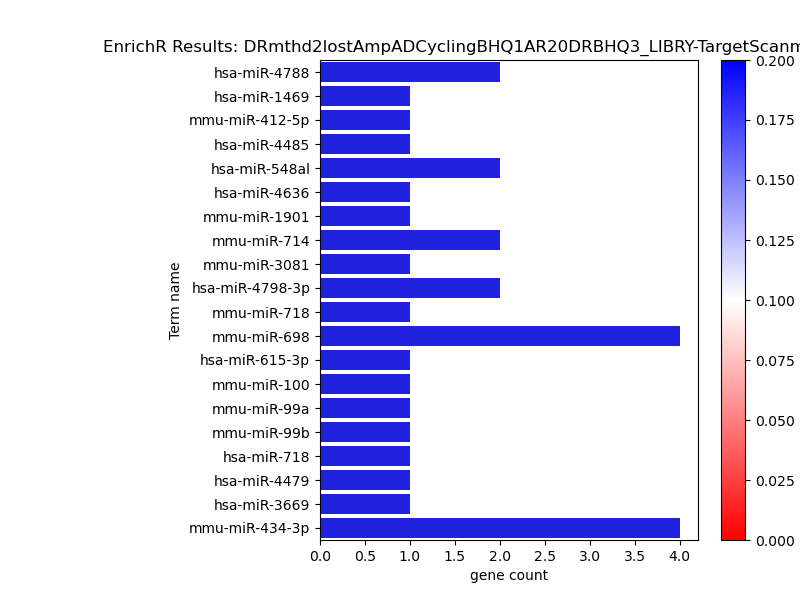 EnrichR Results: DRmthd2lostAmpADCyclingBHQ1AR20DRBHQ3_LIBRY-TargetScanm
hsa-miR-4788
hsa-miR-1469
mmu-miR-412-5p
hsa-miR-4485
hsa-miR-548al
hsa-miR-4636
mmu-miR-1901
mmu-miR-714
mmu-miR-3081
hsa-miR-4798-3p
mmu-miR-718
mmu-miR-698
hsa-miR-615-3p
mmu-miR-100
mmu-miR-99a
mmu-miR-99b
hsa-miR-718
hsa-miR-4479
hsa-miR-3669
mmu-miR-434-3p
Term name
0.0 0.5 1.0 1.5 2.0 2.5 3.0 3.5 4.0
gene count
0.200
0.175
0.150
0.125
0.100
0.075
0.050
0.025
0.000